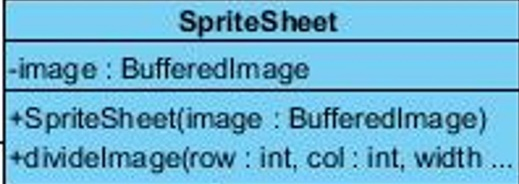 SpriteSheet
-image : BufferedImage
+SpriteSheet(image : BufferedImage)
+divideImage(row : int, col : int, width ...